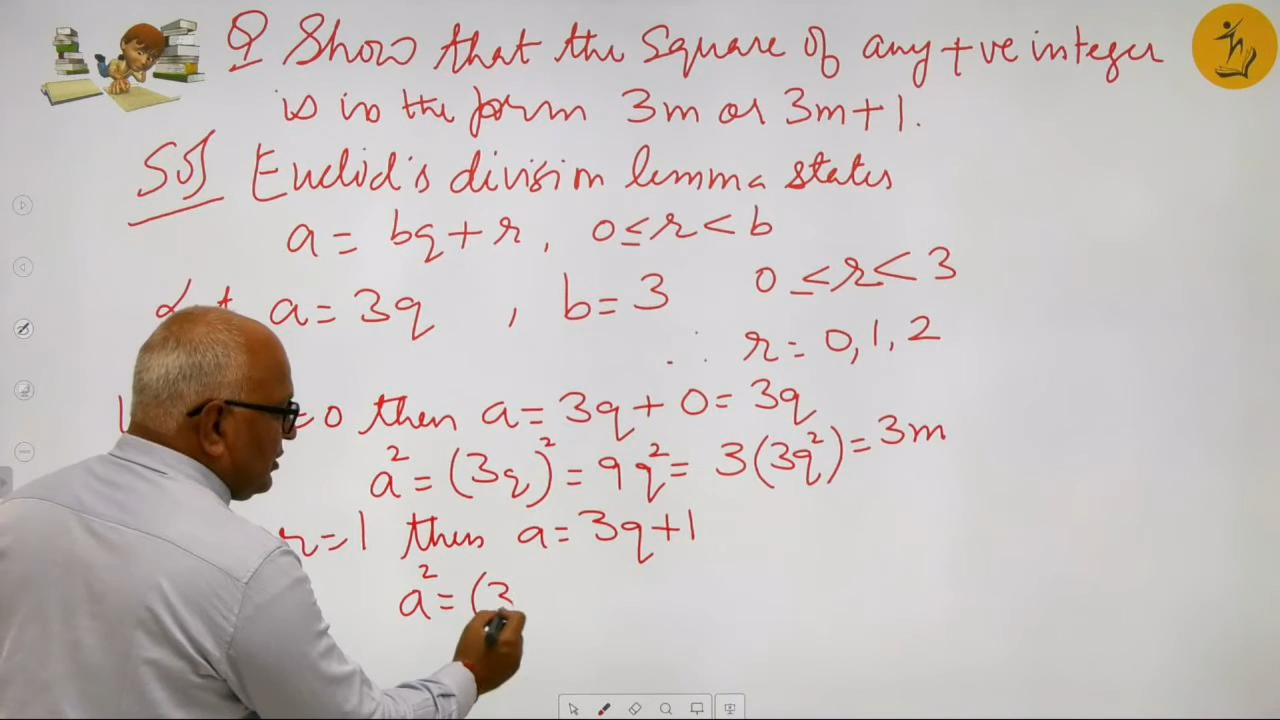 Q Show that the square of any +ve integer
is in the form 3m or 3m+1.
Sol Euclid's division lemma states
a = bq + r, 0 ≤ r < b
Let a = 3q , b = 3 0 ≤ r < 3
∴ r = 0, 1, 2
=0 then a = 3q + 0 = 3q
a² = (3q)² = 9q² = 3(3q²) = 3m
r=1 then a = 3q+1
a² = (3